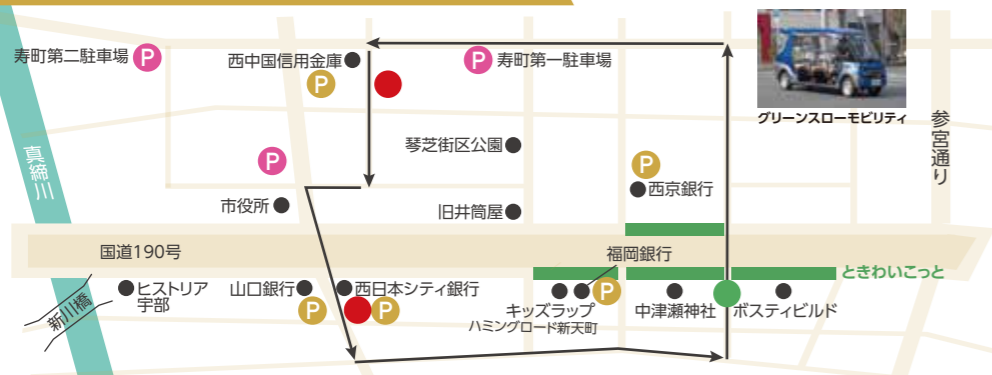 寿町第二駐車場 P
西中国信用金庫
P
P 寿町第一駐車場
グリーンスローモビリティ
参宮通り
真締川
琴芝街区公園
P
P
西京銀行
市役所
旧井筒屋
国道190号
福岡銀行
ときわいこっと
新川橋
ヒストリア
宇部
山口銀行
P
西日本シティ銀行
P
キッズラップ
P
ハミングロード新天町
中津瀬神社
ボスティビルド